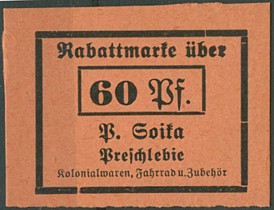 Rabattmarke über
60 Pf.
P. Soika
Preschlebie
Kolonialwaren, Fahrrad u. Zubehör